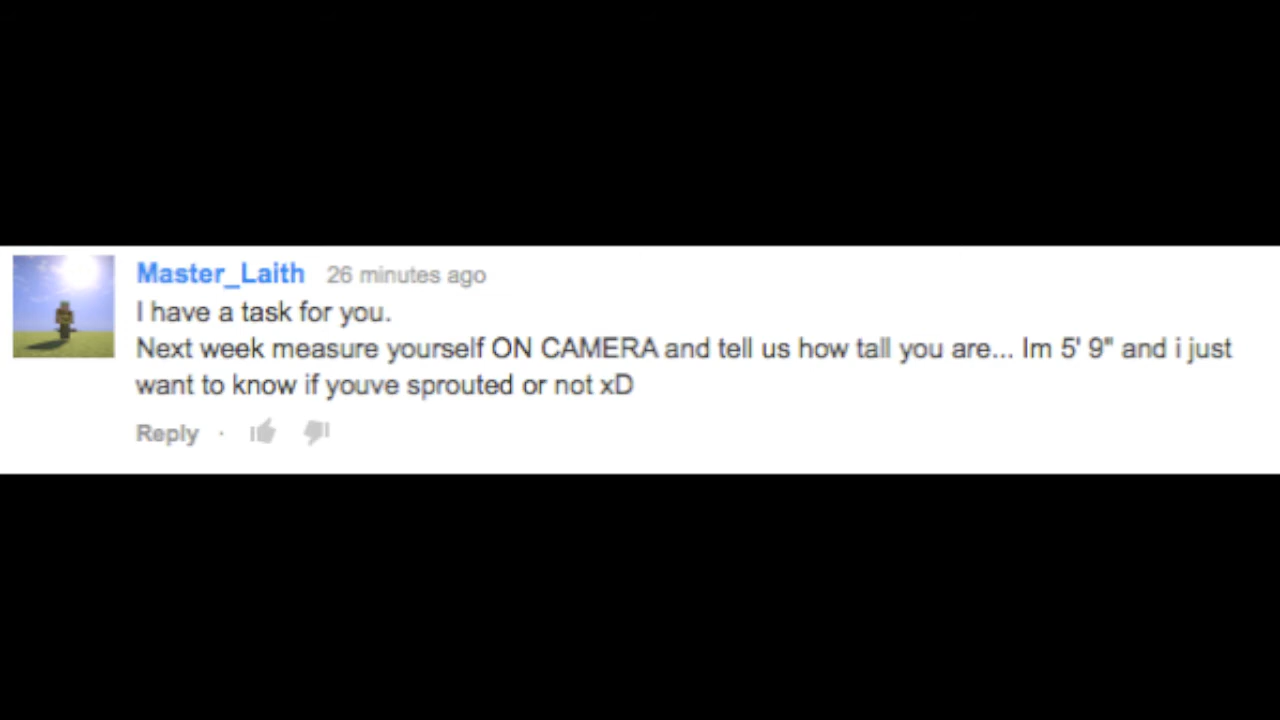 Master_Laith 26 minutes ago
I have a task for you.
Next week measure yourself ON CAMERA and tell us how tall you are... Im 5' 9" and i just
want to know if youve sprouted or not xD
Reply ·